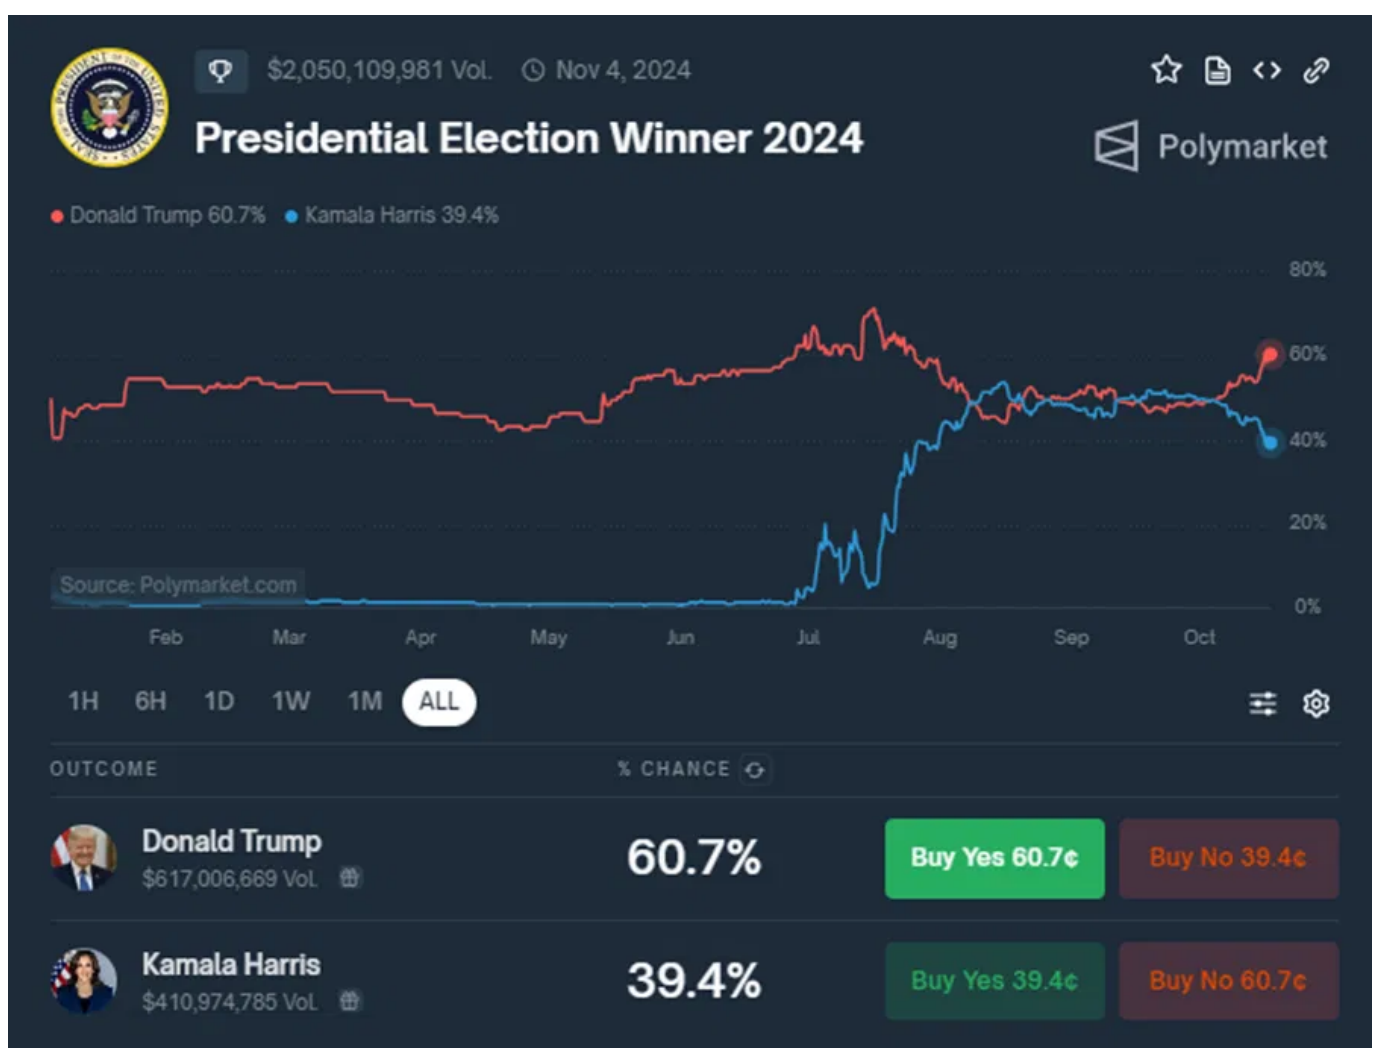 $2,050,109,981 Vol. Nov 4, 2024
Presidential Election Winner 2024
Polymarket
Donald Trump 60.7% Kamala Harris 39.4%
80%
60%
40%
20%
Source: Polymarket.com
0%
Feb Mar Apr May Jun Jul Aug Sep Oct
1H 6H 1D 1W 1M ALL
OUTCOME % CHANCE
Donald Trump
$617,006,669 Vol.
60.7%
Buy Yes 60.7¢ Buy No 39.4¢
Kamala Harris
$410,974,785 Vol.
39.4%
Buy Yes 39.4¢ Buy No 60.7¢